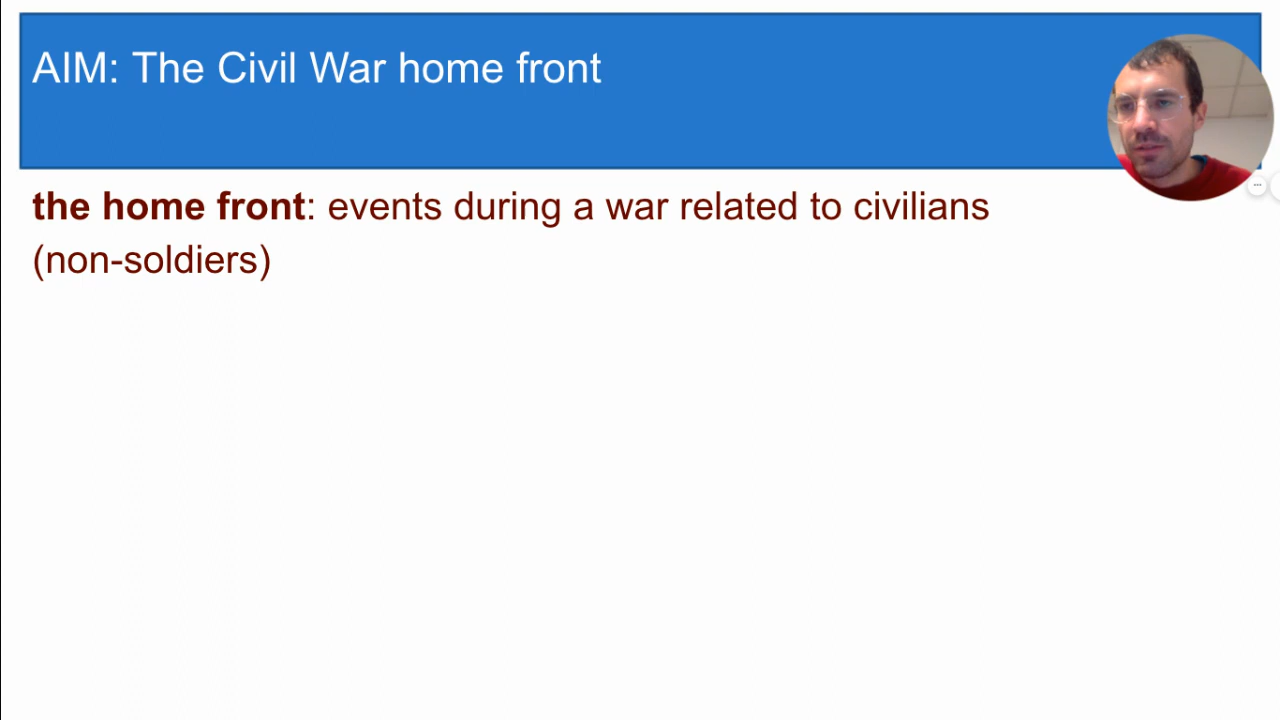 AIM: The Civil War home front
the home front: events during a war related to civilians
(non-soldiers)